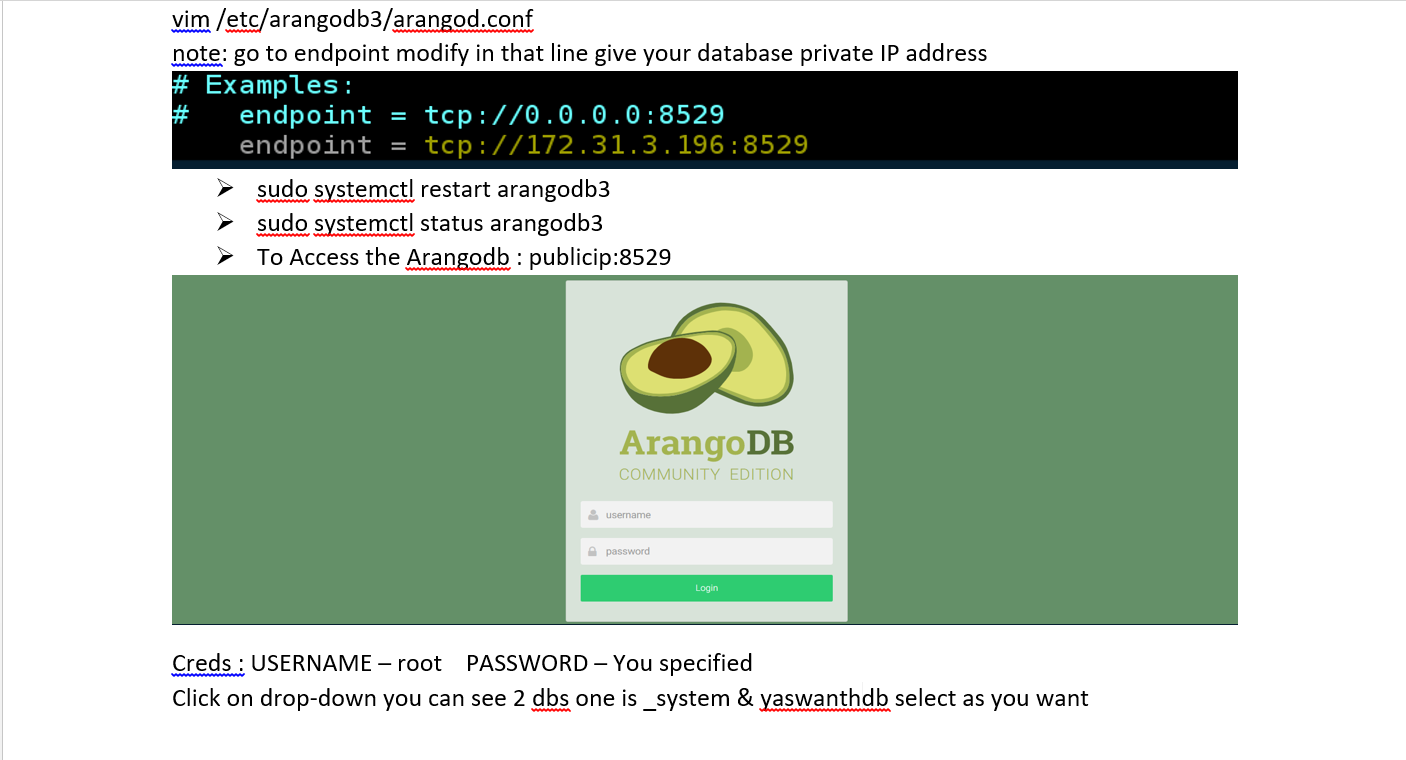 vim /etc/arangodb3/arangod.conf
note: go to endpoint modify in that line give your database private IP address
# Examples:
#   endpoint = tcp://0.0.0.0:8529
endpoint = tcp://172.31.3.196:8529
➢ sudo systemctl restart arangodb3
➢ sudo systemctl status arangodb3
➢ To Access the Arangodb : publicip:8529
ArangoDB
COMMUNITY EDITION
username
password
Login
Creds : USERNAME – root    PASSWORD – You specified
Click on drop-down you can see 2 dbs one is _system & yaswanthdb select as you want